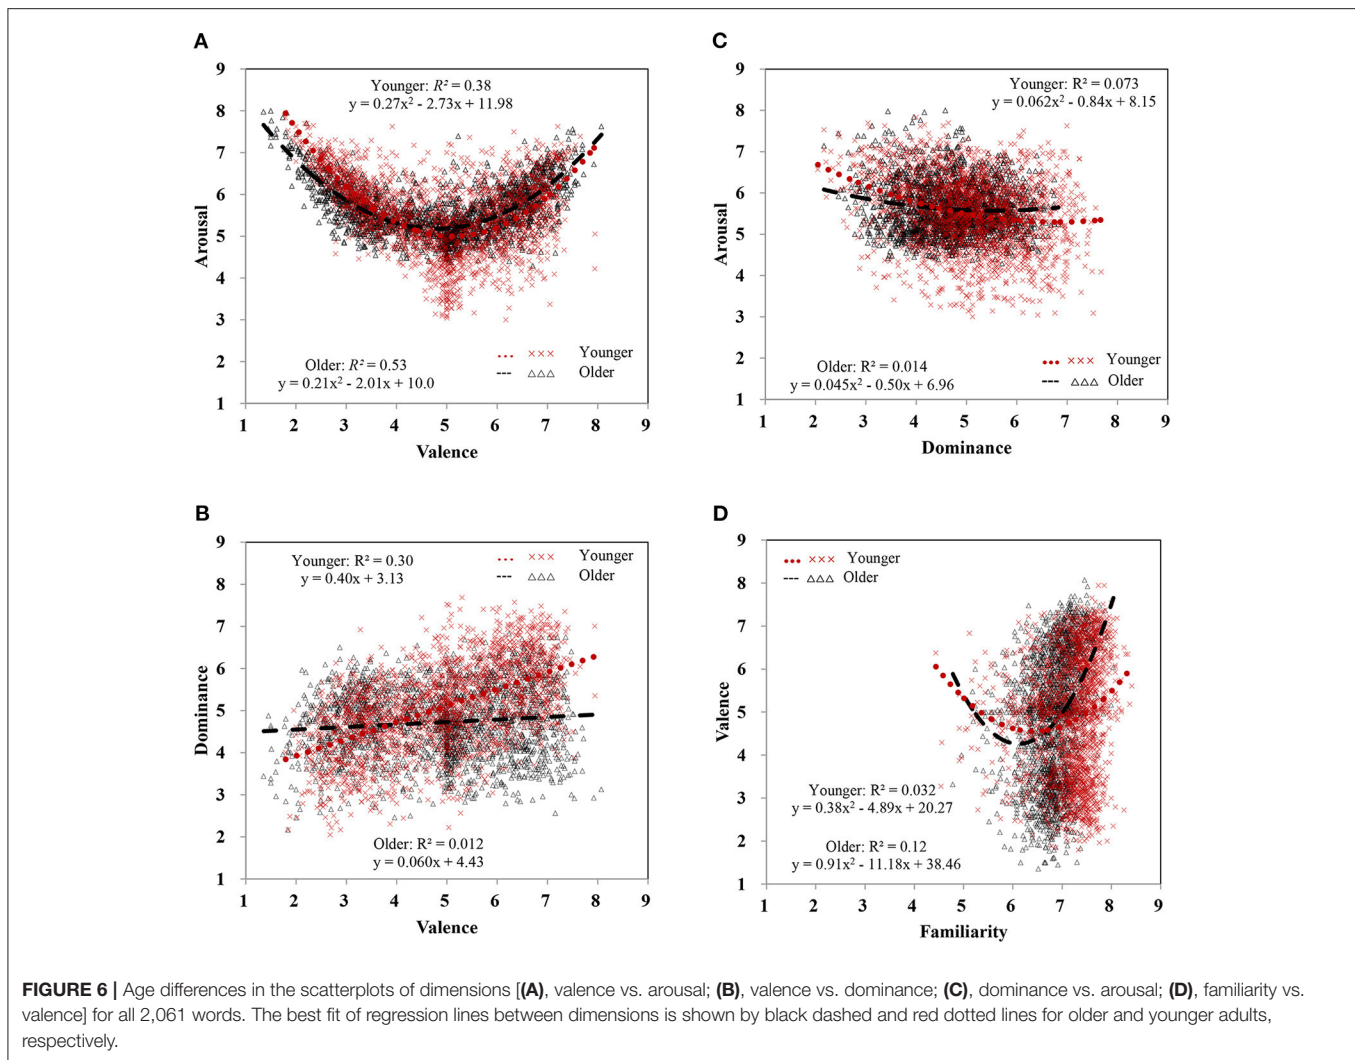 A
Arousal
9
8
7
6
5
4
3
2
1
Younger: R² = 0.38
y = 0.27x² - 2.73x + 11.98
Older: R² = 0.53
y = 0.21x² - 2.01x + 10.0
××× Younger
--- △△△ Older
1 2 3 4 5 6 7 8 9
Valence
C
Arousal
9
8
7
6
5
4
3
2
1
Younger: R² = 0.073
y = 0.062x² - 0.84x + 8.15
Older: R² = 0.014
y = 0.045x² - 0.50x + 6.96
××× Younger
--- △△△ Older
1 2 3 4 5 6 7 8 9
Dominance
B
Dominance
9
8
7
6
5
4
3
2
1
Younger: R² = 0.30
y = 0.40x + 3.13
××× Younger
--- △△△ Older
Older: R² = 0.012
y = 0.060x + 4.43
1 2 3 4 5 6 7 8 9
Valence
D
Valence
9
8
7
6
5
4
3
2
1
××× Younger
--- △△△ Older
Younger: R² = 0.032
y = 0.38x² - 4.89x + 20.27
Older: R² = 0.12
y = 0.91x² - 11.18x + 38.46
1 2 3 4 5 6 7 8 9
Familiarity
FIGURE 6 | Age differences in the scatterplots of dimensions [(A), valence vs. arousal; (B), valence vs. dominance; (C), dominance vs. arousal; (D), familiarity vs.
valence] for all 2,061 words. The best fit of regression lines between dimensions is shown by black dashed and red dotted lines for older and younger adults,
respectively.